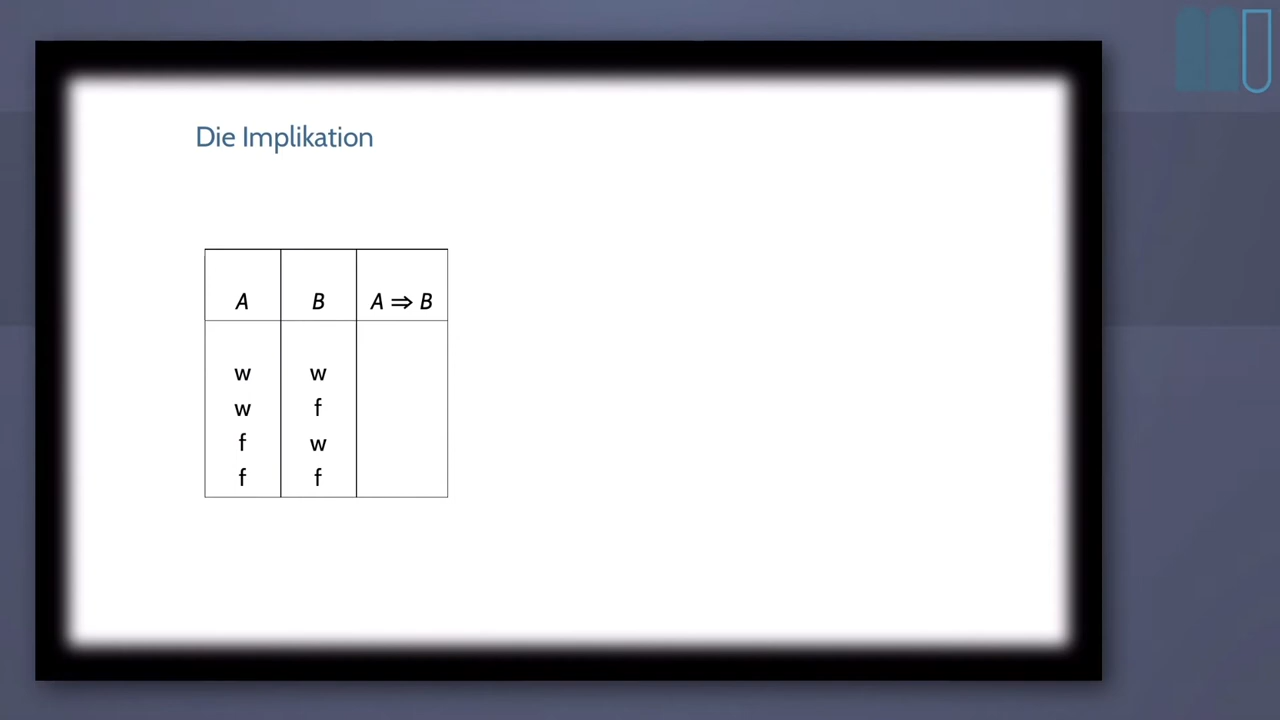 Die Implikation
A B A ⇒ B
w w
w f
f w
f f